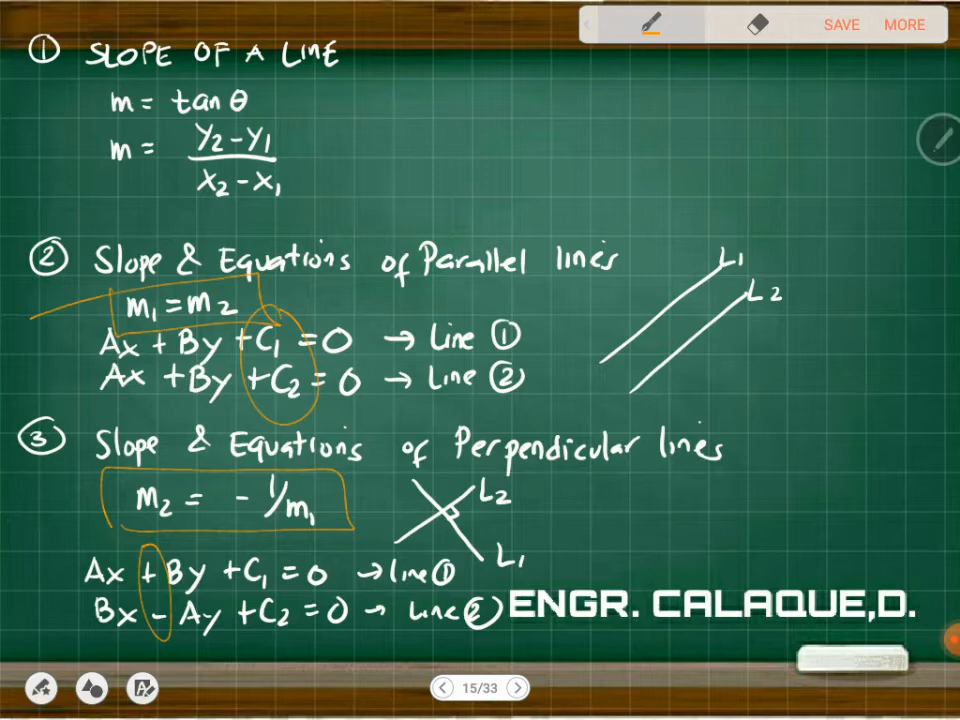 SAVE MORE
① SLOPE OF A LINE
m = tan θ
m = y₂ - y₁ / x₂ - x₁
② Slope & Equations of Parallel lines
m₁ = m₂
Ax + By + C₁ = 0 → Line ①
Ax + By + C₂ = 0 → Line ②
L₁
L2
③ Slope & Equations of Perpendicular lines
m₂ = - 1/m₁
L2
L₁
Ax + By + C₁ = 0 → line ①
Bx - Ay + C₂ = 0 → Line ②
ENGR. CALAQUE,D.
15/33